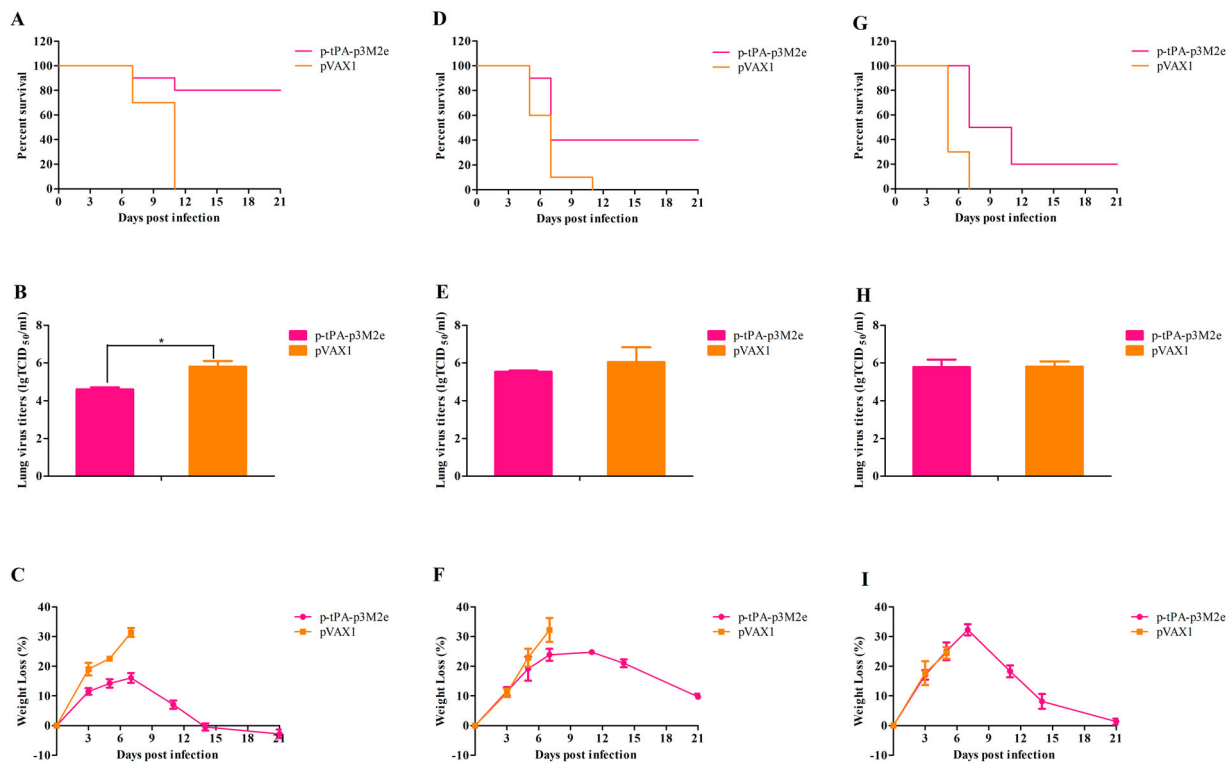 A
Percent survival
120
100
80
60
40
20
0
0 3 6 9 12 15 18 21
Days post infection
p-tPA-p3M2e
pVAX1
D
Percent survival
120
100
80
60
40
20
0
0 3 6 9 12 15 18 21
Days post infection
p-tPA-p3M2e
pVAX1
G
Percent survival
120
100
80
60
40
20
0
0 3 6 9 12 15 18 21
Days post infection
p-tPA-p3M2e
pVAX1
B
Lung virus titers (lgTCID 50/ml)
8
6
4
2
0
*
p-tPA-p3M2e
pVAX1
E
Lung virus titers (lgTCID 50/ml)
8
6
4
2
0
p-tPA-p3M2e
pVAX1
H
Lung virus titers (lgTCID 50/ml)
8
6
4
2
0
p-tPA-p3M2e
pVAX1
C
Weight Loss (%)
40
30
20
10
0
-10
3 6 9 12 15 18 21
Days post infection
p-tPA-p3M2e
pVAX1
F
Weight Loss (%)
40
30
20
10
0
-10
3 6 9 12 15 18 21
Days post infection
p-tPA-p3M2e
pVAX1
I
Weight Loss (%)
40
30
20
10
0
-10
3 6 9 12 15 18 21
Days post infection
p-tPA-p3M2e
pVAX1